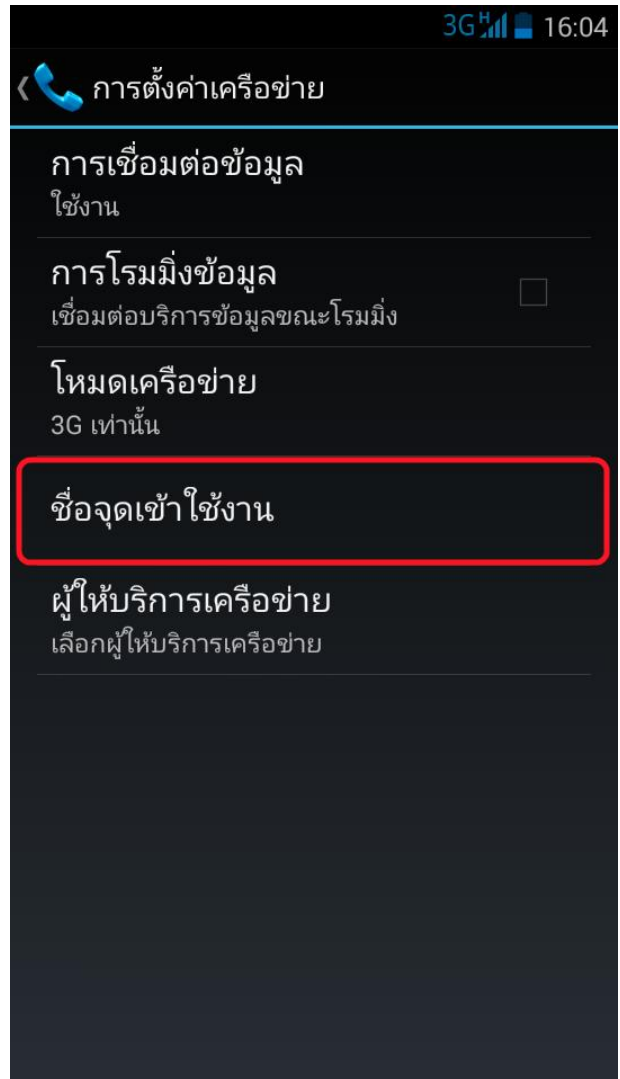 3G H 16:04
การตั้งค่าเครือข่าย
การเชื่อมต่อข้อมูล
ใช้งาน
การโรมมิ่งข้อมูล
เชื่อมต่อบริการข้อมูลขณะโรมมิ่ง
โหมดเครือข่าย
3G เท่านั้น
ชื่อจุดเข้าใช้งาน
ผู้ให้บริการเครือข่าย
เลือกผู้ให้บริการเครือข่าย